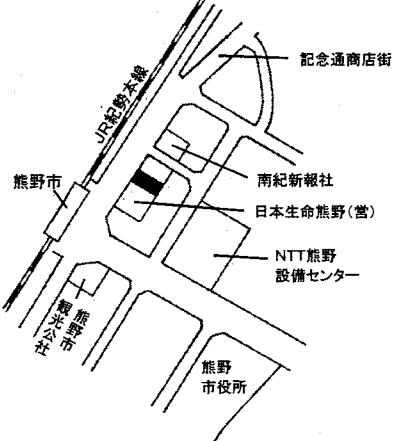 記念通商店街
JR紀勢本線
南紀新報社
熊野市
日本生命熊野(営)
NTT熊野
設備センター
熊野市
観光公社
熊野
市役所